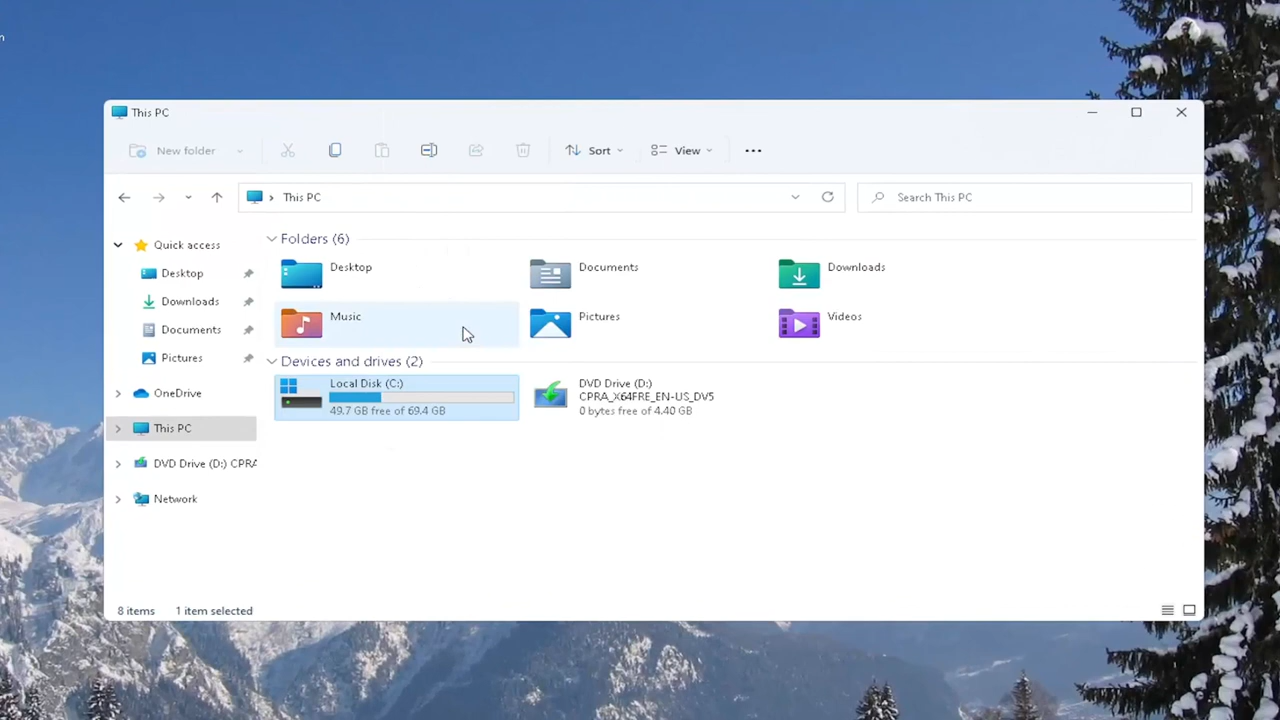 n
This PC
New folder
Sort
View
This PC
Search This PC
Quick access
Desktop
Downloads
Documents
Pictures
OneDrive
This PC
DVD Drive (D:) CPRA
Network
Folders (6)
Desktop
Documents
Downloads
Music
Pictures
Videos
Devices and drives (2)
Local Disk (C:)
49.7 GB free of 69.4 GB
DVD Drive (D:)
CPRA_X64FRE_EN-US_DV5
0 bytes free of 4.40 GB
8 items
1 item selected